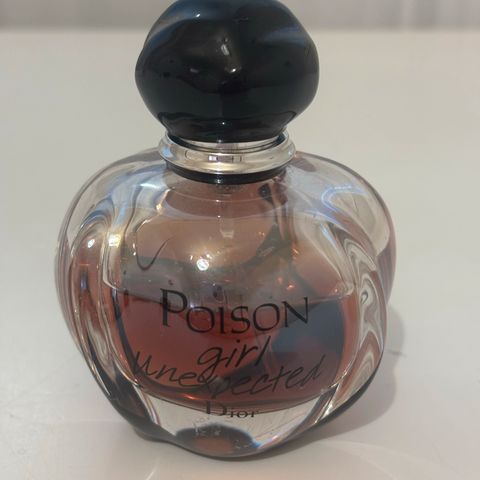 POISON
girl
unexpected
Dior